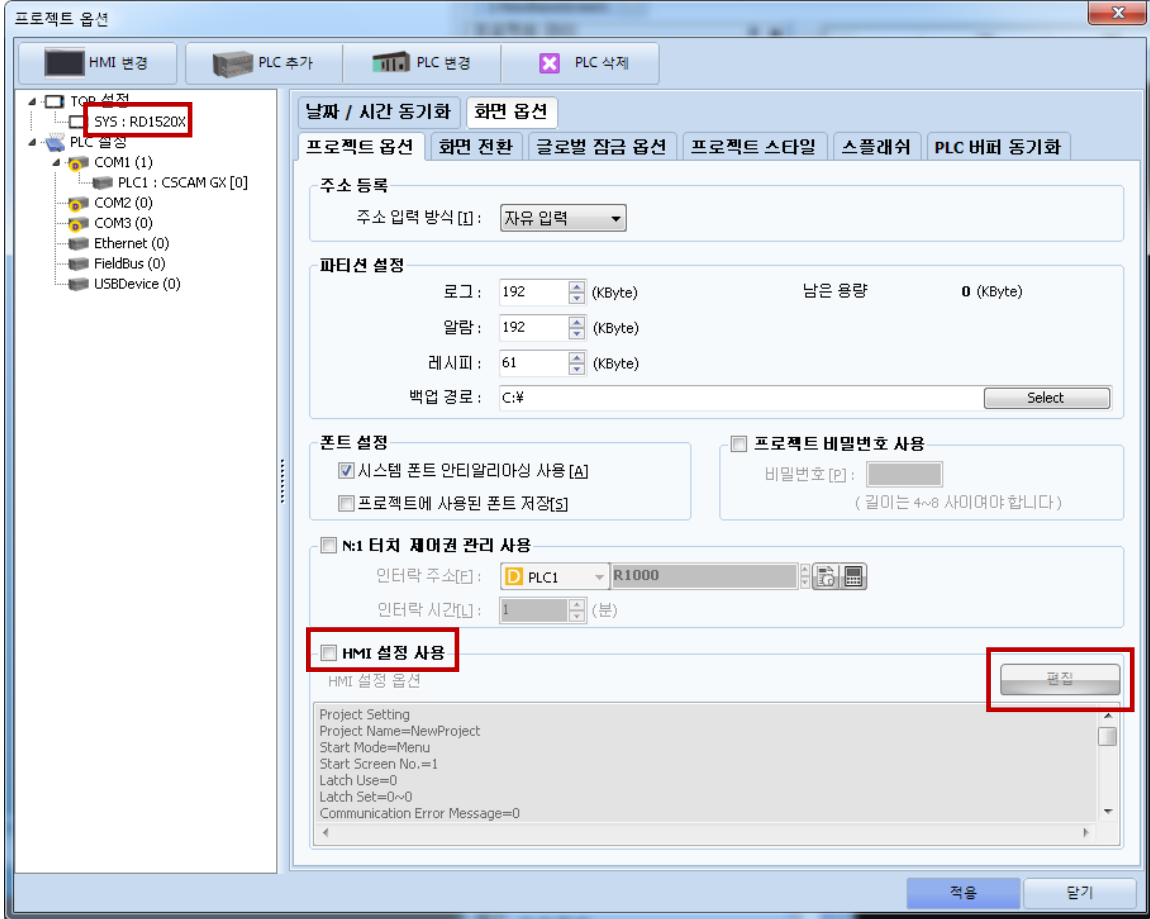 프로젝트 옵션
HMI 변경
PLC 추가
PLC 변경
PLC 삭제
TOP 설정
SYS : RD1520X
PLC 설정
COM1 (1)
PLC1 : CSCAM GX [0]
COM2 (0)
COM3 (0)
Ethernet (0)
FieldBus (0)
USBDevice (0)
날짜 / 시간 동기화
화면 옵션
프로젝트 옵션
화면 전환
글로벌 잠금 옵션
프로젝트 스타일
스플래쉬
PLC 버퍼 동기화
주소 등록
주소 입력 방식 [I] : 자유 입력
파티션 설정
로그 : 192 (KByte) 남은 용량 0 (KByte)
알람 : 192 (KByte)
레시피 : 61 (KByte)
백업 경로 : C:¥ Select
폰트 설정
시스템 폰트 안티알리아싱 사용 [A]
프로젝트에 사용된 폰트 저장[S]
프로젝트 비밀번호 사용
비밀번호 [P] :
( 길이는 4~8 사이여야 합니다 )
N:1 터치 제어권 관리 사용
인터락 주소[F] : D PLC1 R1000
인터락 시간[L] : 1 (분)
HMI 설정 사용
HMI 설정 옵션
편집
Project Setting
Project Name=NewProject
Start Mode=Menu
Start Screen No.=1
Latch Use=0
Latch Set=0~0
Communication Error Message=0
적용
닫기